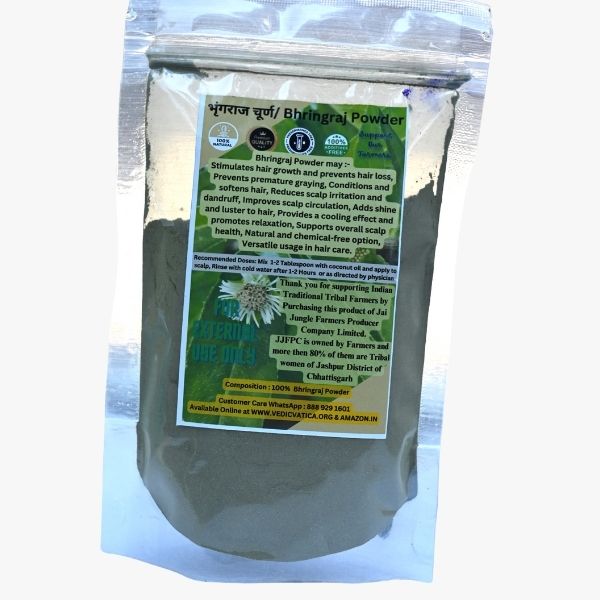 भृंगराज चूर्ण/ Bhringraj Powder
100% NATURAL
PREMIUM QUALITY
100% ADDITIVES FREE
Support
Our
Farmers
Bhringraj Powder may :-
Stimulates hair growth and prevents hair loss,
Prevents premature graying, Conditions and
softens hair, Reduces scalp irritation and
dandruff, Improves scalp circulation, Adds shine
and luster to hair, Provides a cooling effect and
promotes relaxation, Supports overall scalp
health, Natural and chemical-free option,
Versatile usage in hair care.
Recommended Doses: Mix 1-2 Tablespoon with coconut oil and apply to
scalp, Rinse with cold water after 1-2 Hours or as directed by physician
FOR
EXTERNAL
USE ONLY
Thank you for supporting Indian
Traditional Tribal Farmers by
Purchasing this product of Jai
Jungle Farmers Producer
Company Limited.
JJFPC is owned by Farmers and
more then 80% of them are Tribal
women of Jashpur District of
Chhattisgarh
Composition : 100% Bhringraj Powder
Customer Care WhatsApp : 888 929 1601
Available Online at WWW.VEDICVATICA.ORG & AMAZON.IN